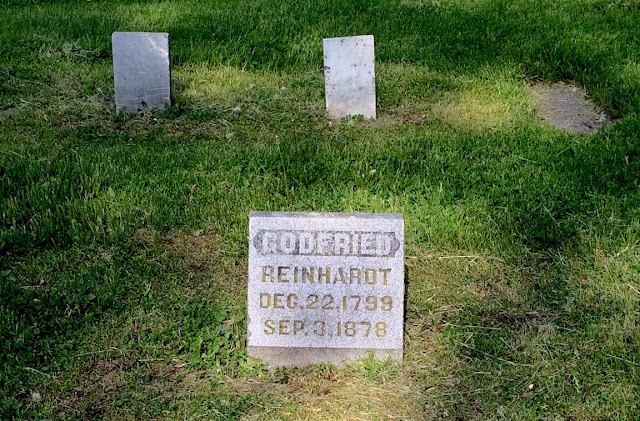 GODFRIED
REINHARDT
DEC. 22. 1799
SEP. 3. 1878